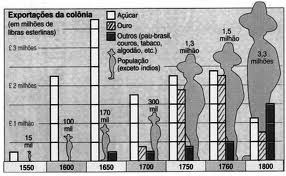 Exportações da colônia
(em milhões de
libras esterlinas)
Açúcar
Ouro
Outros (pau-brasil,
couros, tabaco,
algodão, etc.)
População
(exceto índios)
£ 3 milhões
£ 2 milhões
£ 1 milhão
15
mil
100
mil
170
mil
300
mil
1,3
milhão
1,5
milhão
3,3
milhões
1550
1600
1650
1700
1750
1760
1800